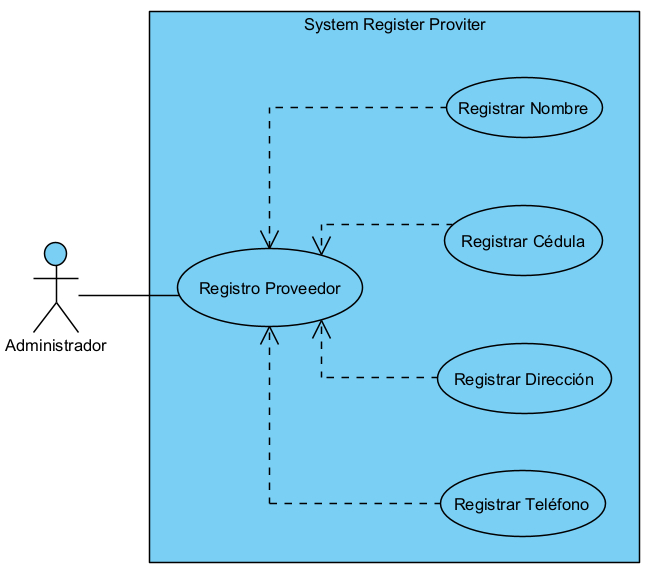 System Register Proviter
Registrar Nombre
Registrar Cédula
Registro Proveedor
Administrador
Registrar Dirección
Registrar Teléfono